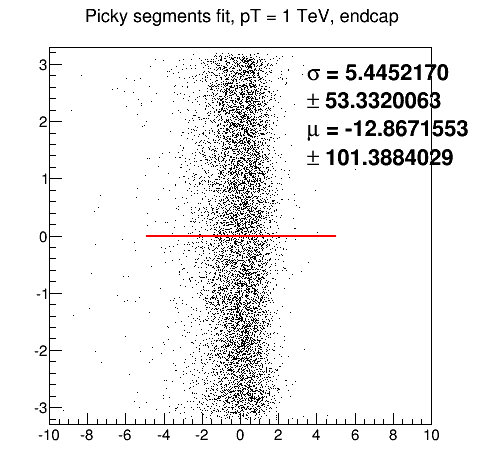 Picky segments fit, pT = 1 TeV, endcap
σ = 5.4452170
± 53.3320063
μ = -12.8671553
± 101.3884029
3
2
1
0
-1
-2
-3
-10 -8 -6 -4 -2 0 2 4 6 8 10